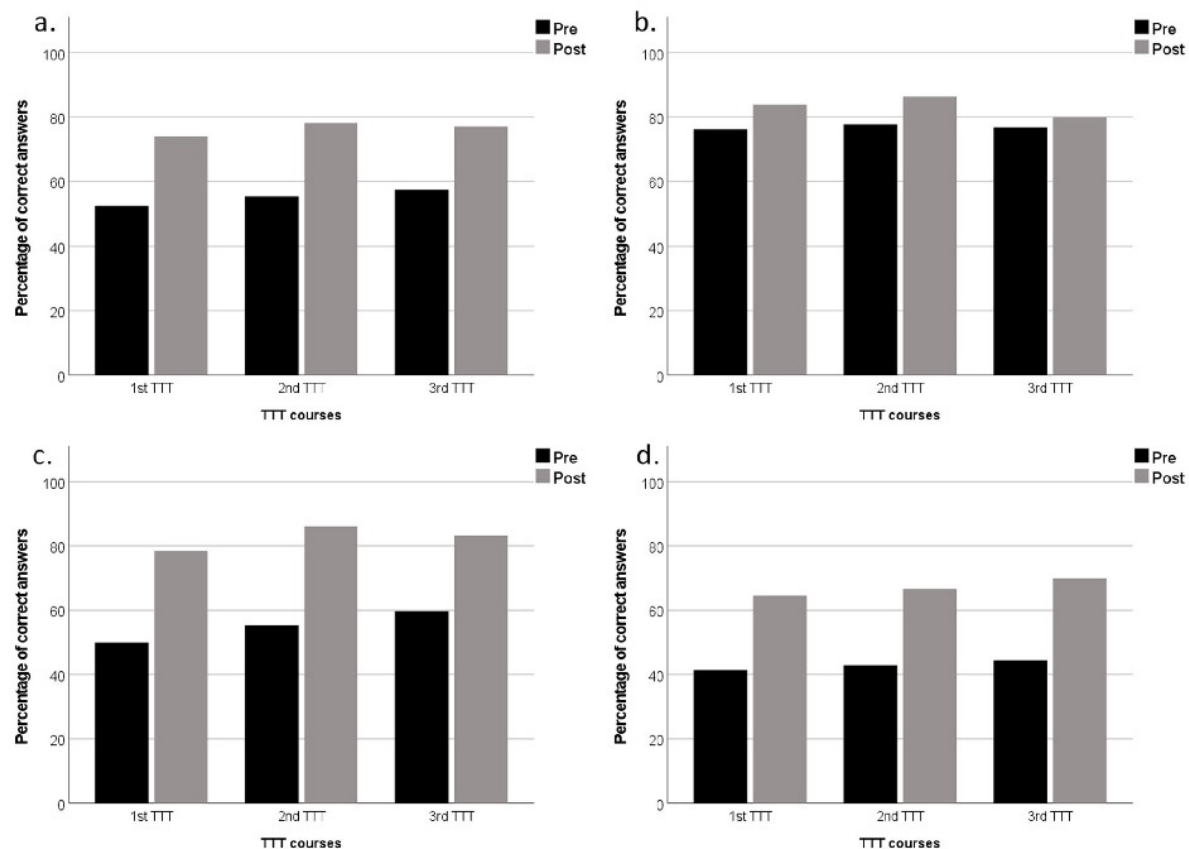 a.
Pre
Post
Percentage of correct answers
100
80
60
40
20
0
1st TTT
2nd TTT
3rd TTT
TTT courses
b.
Pre
Post
Percentage of correct answers
100
80
60
40
20
0
1st TTT
2nd TTT
3rd TTT
TTT courses
c.
Pre
Post
Percentage of correct answers
100
80
60
40
20
0
1st TTT
2nd TTT
3rd TTT
TTT courses
d.
Pre
Post
Percentage of correct answers
100
80
60
40
20
0
1st TTT
2nd TTT
3rd TTT
TTT courses